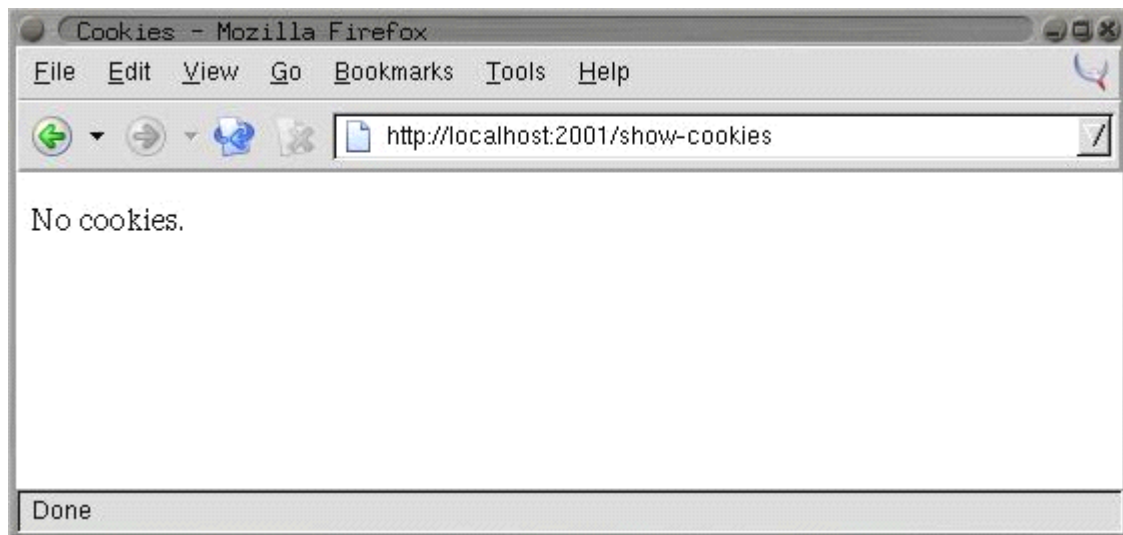 Cookies - Mozilla Firefox
File Edit View Go Bookmarks Tools Help
http://localhost:2001/show-cookies
No cookies.
Done